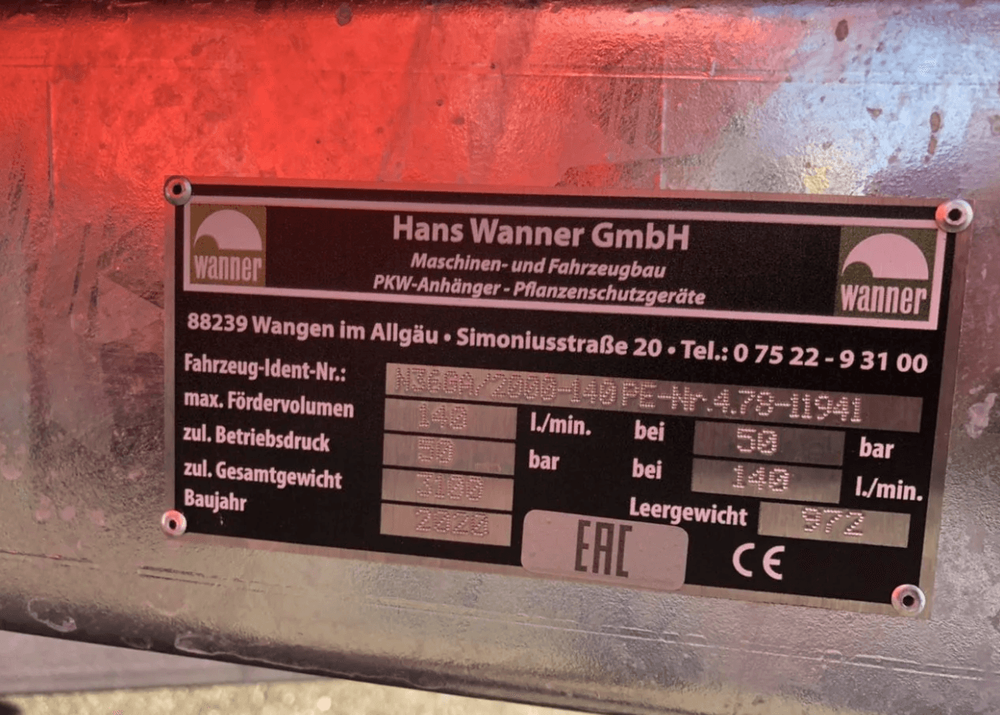 wanner
Hans Wanner GmbH
Maschinen- und Fahrzeugbau
PKW-Anhänger - Pflanzenschutzgeräte
wanner
88239 Wangen im Allgäu • Simoniusstraße 20 • Tel.: 0 75 22 - 9 31 00
Fahrzeug-Ident-Nr.: N36GA/2000-140 PE-Nr.4.78-11941
max. Fördervolumen 140 l./min. bei 50 bar
zul. Betriebsdruck 50 bar bei 140 l./min.
zul. Gesamtgewicht 3100 Leergewicht 972
Baujahr 2020
EAC CE